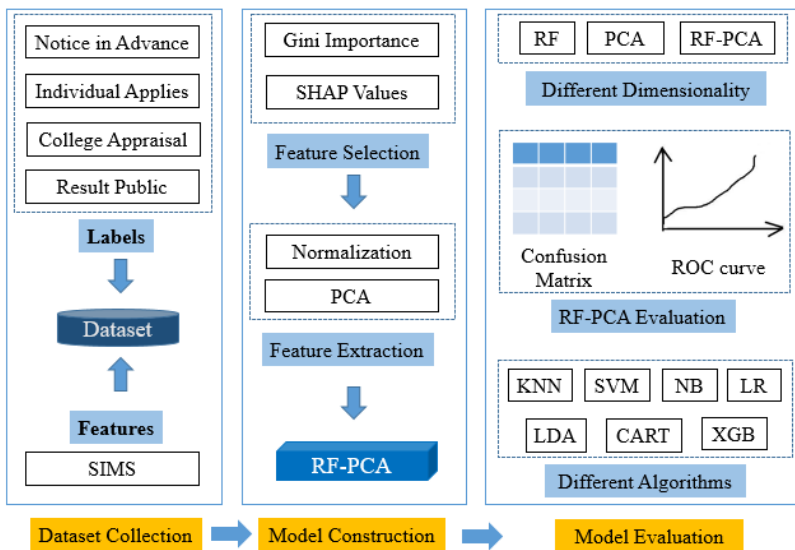 Notice in Advance
Individual Applies
College Appraisal
Result Public
Labels
Dataset
Features
SIMS
Dataset Collection
Gini Importance
SHAP Values
Feature Selection
Normalization
PCA
Feature Extraction
RF-PCA
Model Construction
RF PCA RF-PCA
Different Dimensionality
Confusion
Matrix
ROC curve
RF-PCA Evaluation
KNN SVM NB LR
LDA CART XGB
Different Algorithms
Model Evaluation